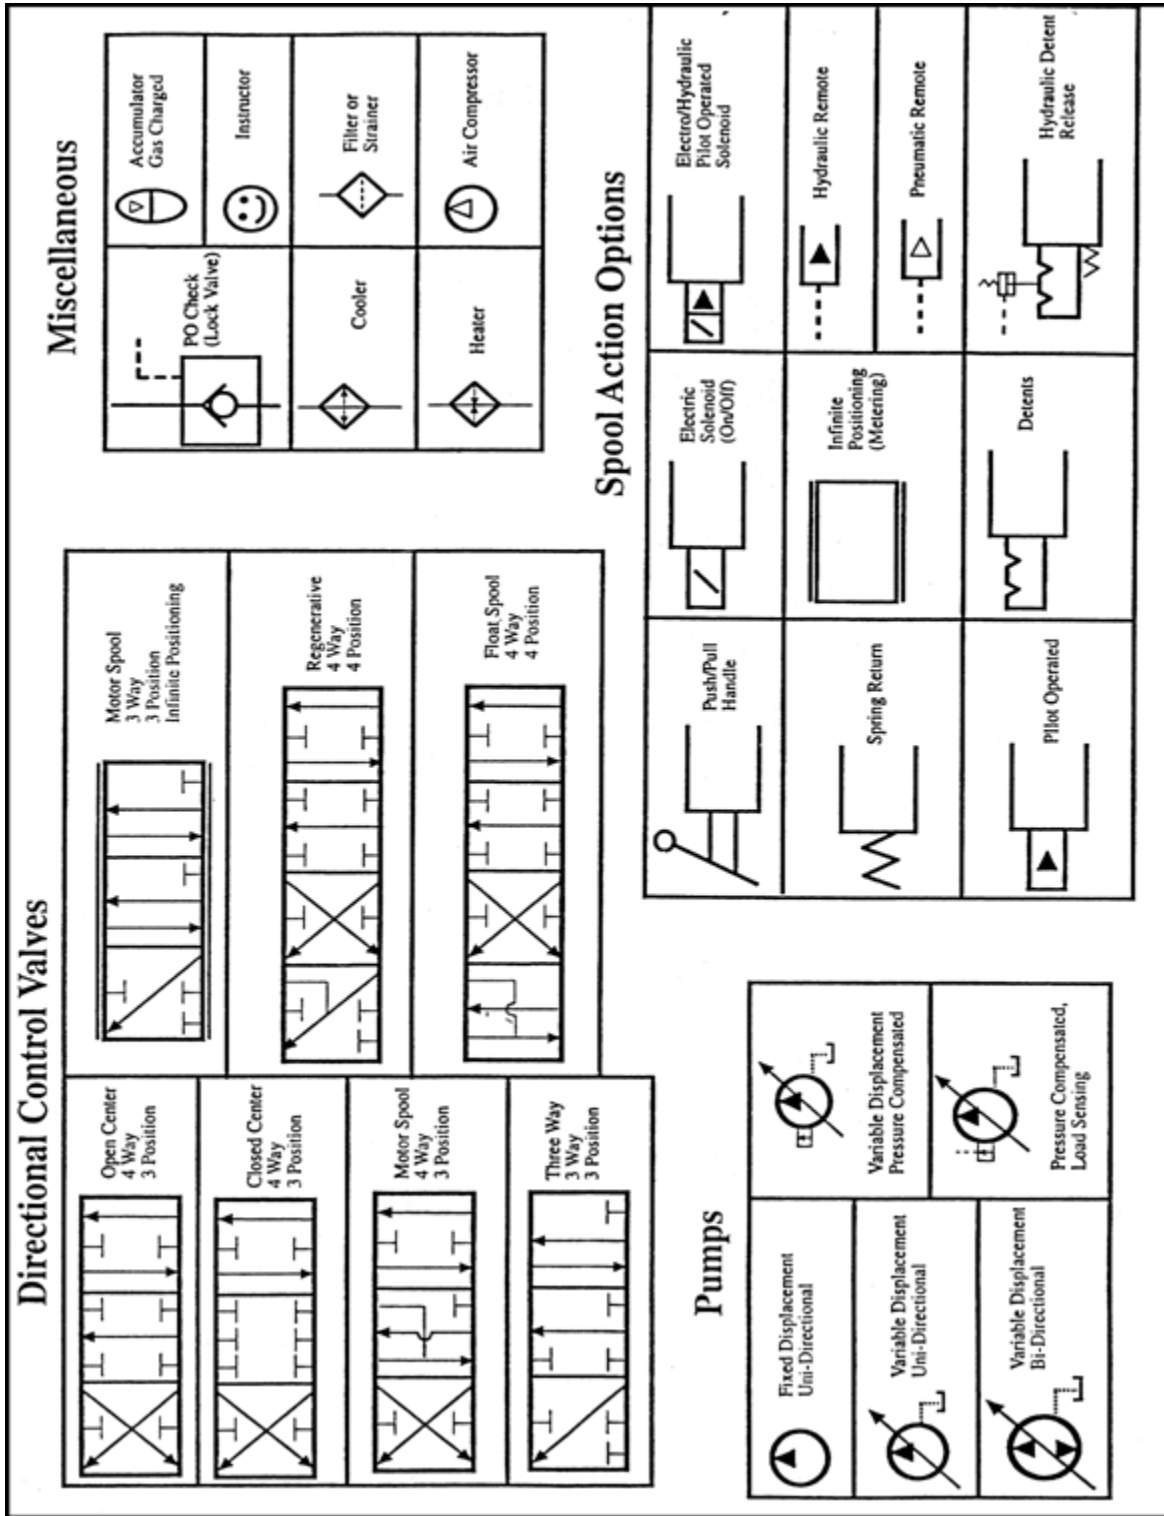 Directional Control Valves
Open Center
4 Way
3 Position
Closed Center
4 Way
3 Position
Motor Spool
4 Way
3 Position
Three Way
3 Way
3 Position
Motor Spool
3 Way
3 Position
Infinite Positioning
Regenerative
4 Way
4 Position
Float Spool
4 Way
4 Position
Miscellaneous
PO Check
(Lock Valve)
Accumulator
Gas Charged
Instructor
Cooler
Filter or
Strainer
Heater
Air Compressor
Pumps
Fixed Displacement
Uni-Directional
Variable Displacement
Uni-Directional
Variable Displacement
Bi-Directional
Variable Displacement
Pressure Compensated
Pressure Compensated,
Load Sensing
Spool Action Options
Push/Pull
Handle
Electric
Solenoid
(On/Off)
Electro/Hydraulic
Pilot Operated
Solenoid
Spring Return
Infinite
Positioning
(Metering)
Hydraulic Remote
Pneumatic Remote
Pilot Operated
Detents
Hydraulic Detent
Release